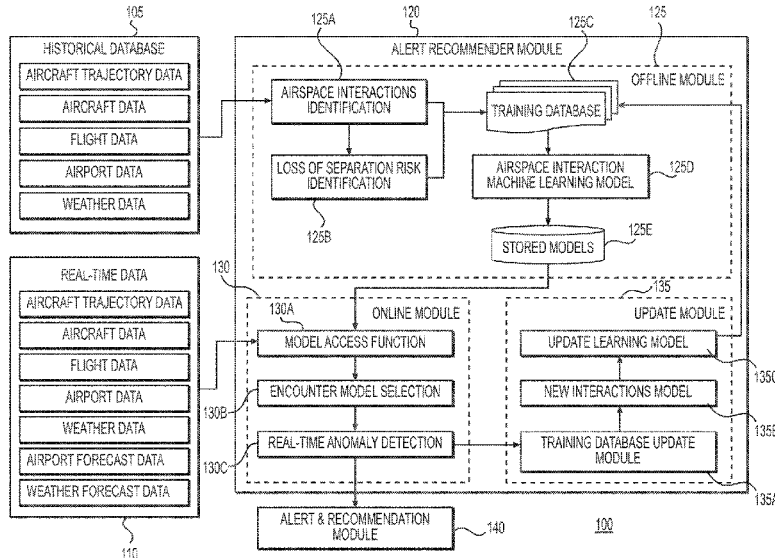 105
HISTORICAL DATABASE
AIRCRAFT TRAJECTORY DATA
AIRCRAFT DATA
FLIGHT DATA
AIRPORT DATA
WEATHER DATA
120
ALERT RECOMMENDER MODULE
125
OFFLINE MODULE
125A
AIRSPACE INTERACTIONS
IDENTIFICATION
LOSS OF SEPARATION RISK
IDENTIFICATION
125B
125C
TRAINING DATABASE
AIRSPACE INTERACTION
MACHINE LEARNING MODEL
125D
STORED MODELS
125E
REAL-TIME DATA
AIRCRAFT TRAJECTORY DATA
AIRCRAFT DATA
FLIGHT DATA
AIRPORT DATA
WEATHER DATA
AIRPORT FORECAST DATA
WEATHER FORECAST DATA
110
130
ONLINE MODULE
130A
MODEL ACCESS FUNCTION
130B
ENCOUNTER MODEL SELECTION
130C
REAL-TIME ANOMALY DETECTION
135
UPDATE MODULE
UPDATE LEARNING MODEL
135C
NEW INTERACTIONS MODEL
135B
TRAINING DATABASE UPDATE
MODULE
135A
ALERT & RECOMMENDATION
MODULE
140
100